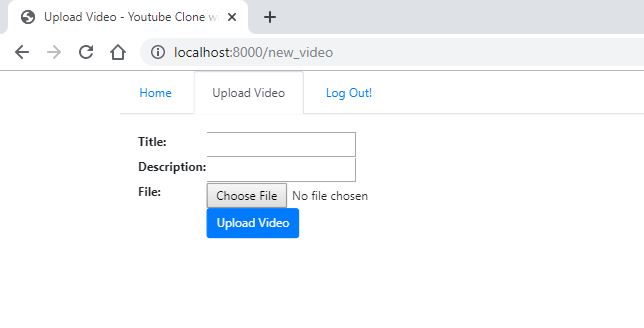 Upload Video - Youtube Clone w
localhost:8000/new_video
Home Upload Video Log Out!
Title:
Description:
File: Choose File No file chosen
Upload Video